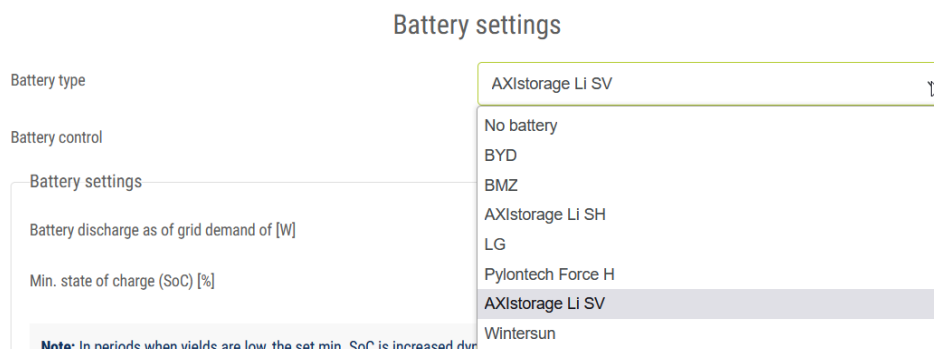 Battery settings
Battery type
AXIstorage Li SV
No battery
BYD
Battery control
BMZ
Battery settings
AXIstorage Li SH
Battery discharge as of grid demand of [W]
LG
Min. state of charge (SoC) [%]
Pylontech Force H
AXIstorage Li SV
Wintersun
Note: In periods when yields are low, the set min. SoC is increased